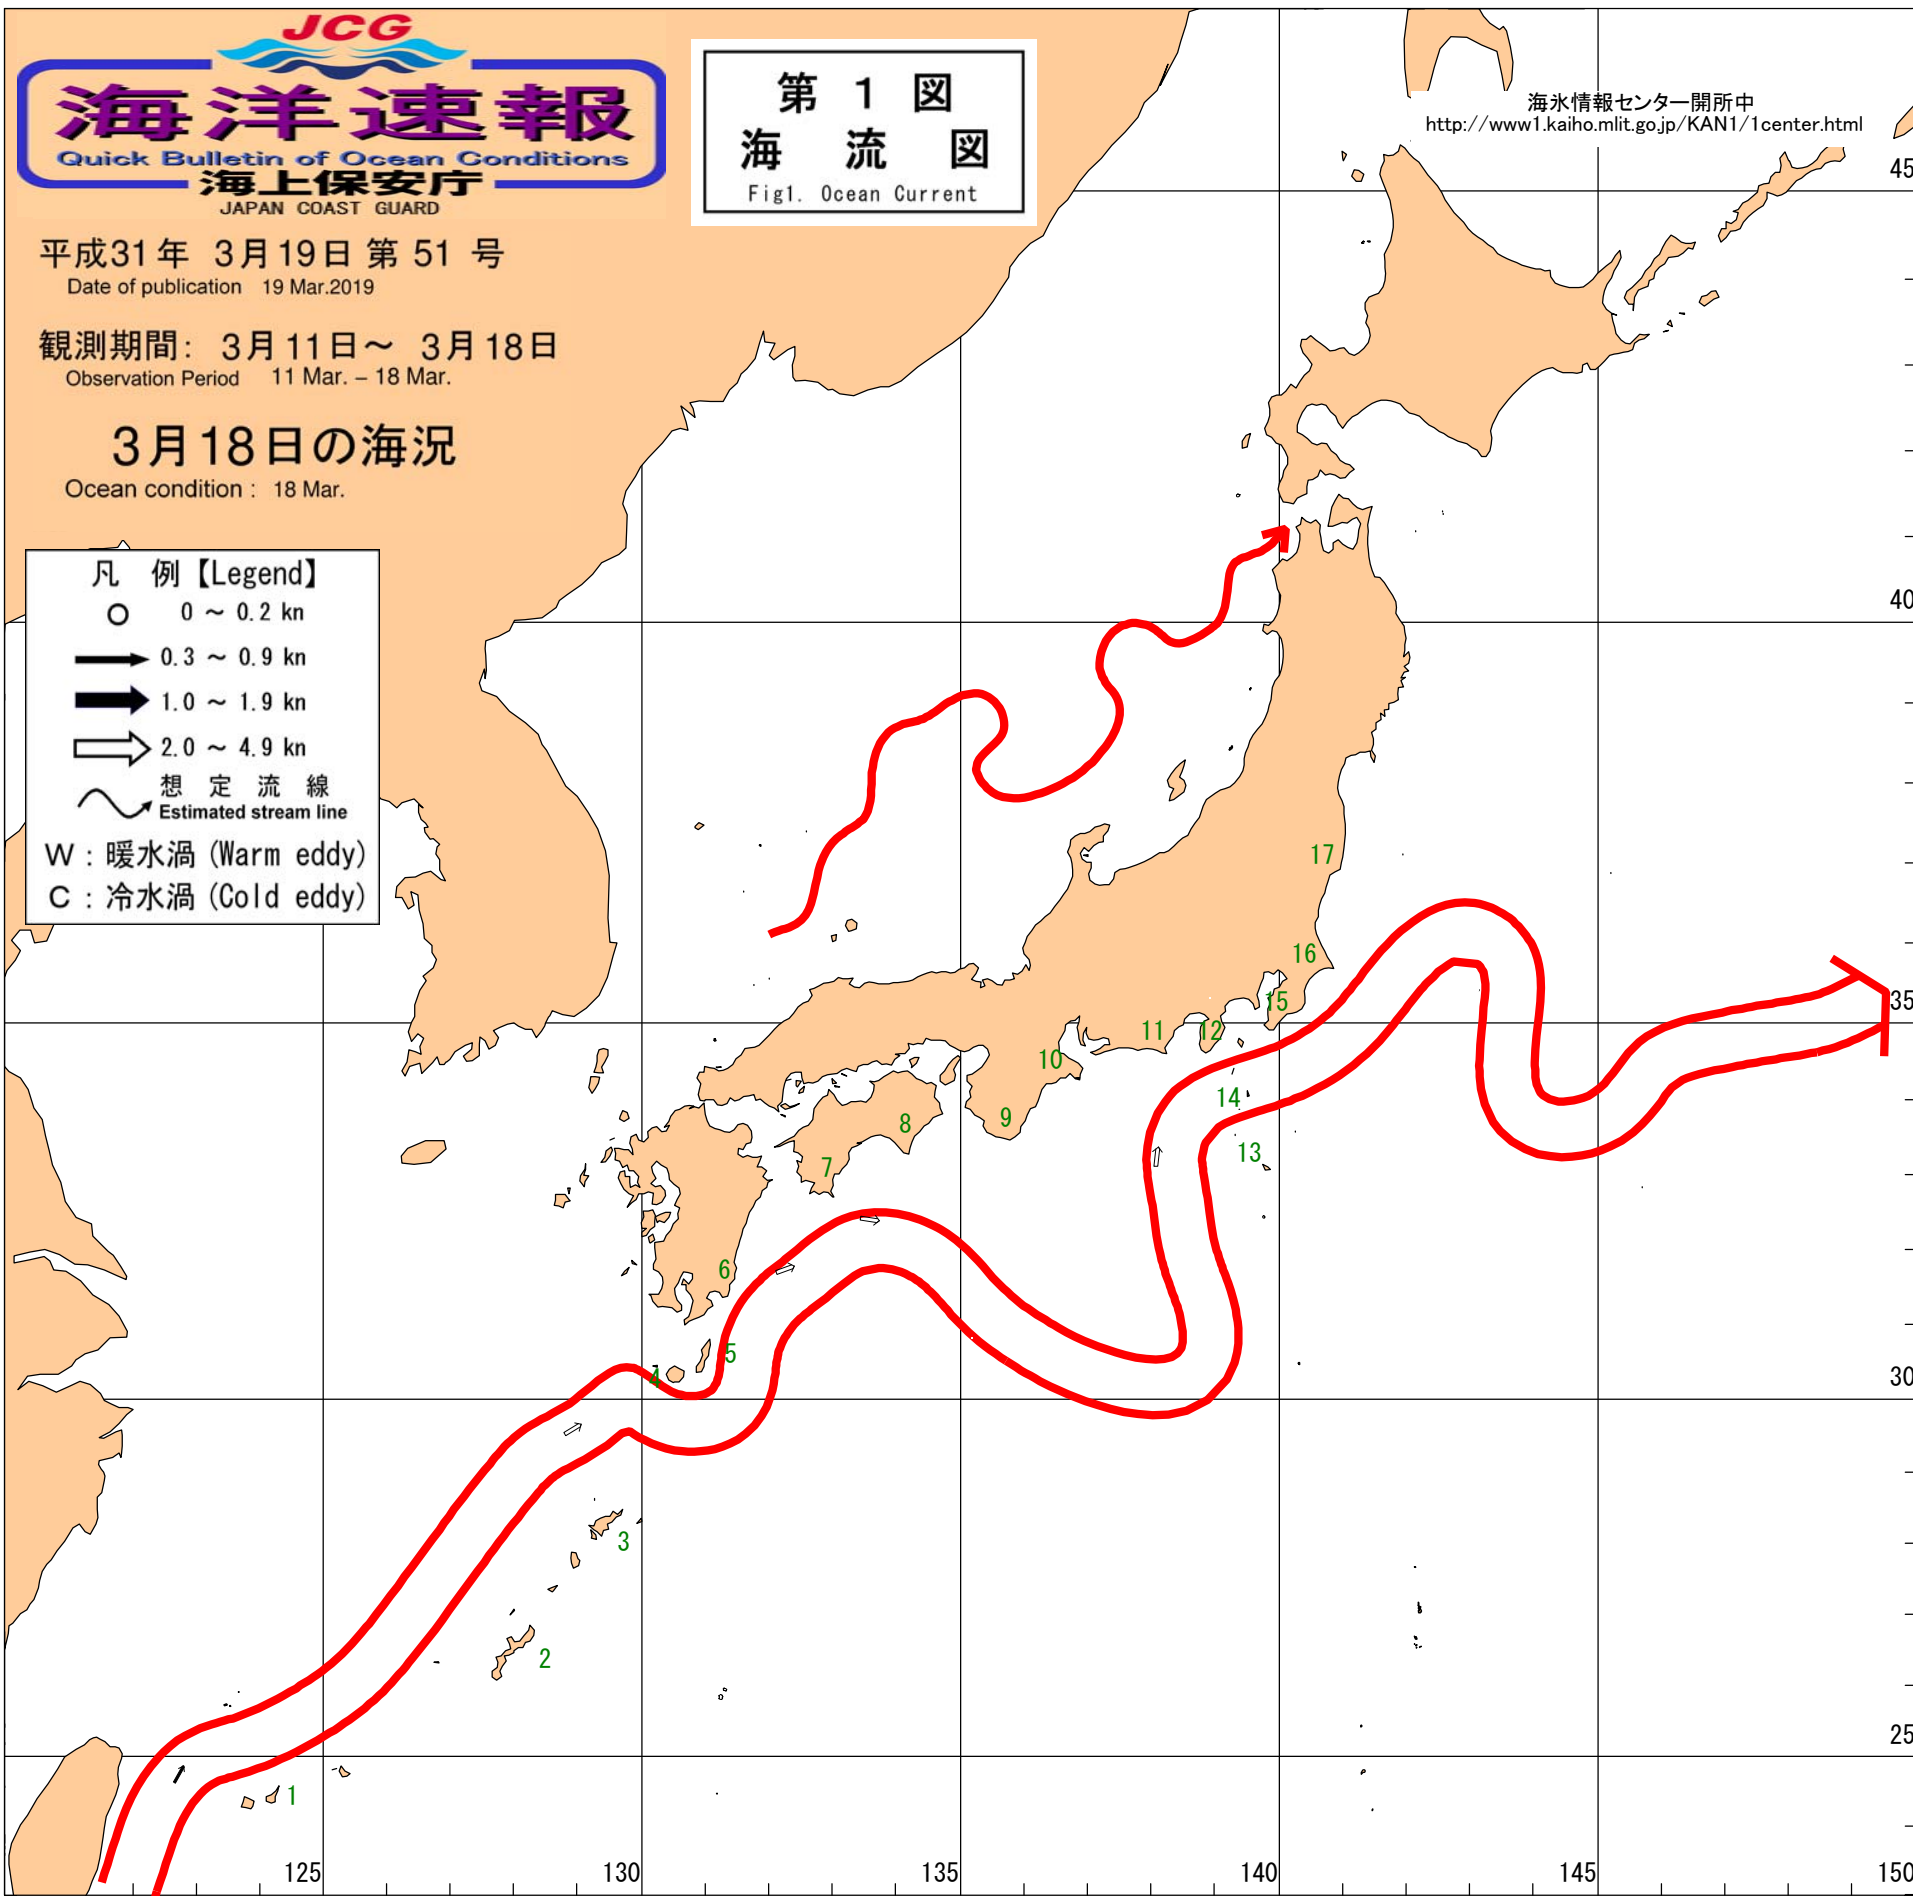 JCG
海洋速報
Quick Bulletin of Ocean Conditions
海上保安庁
JAPAN COAST GUARD
平成31年 3月19日 第 51 号
Date of publication 19 Mar.2019
観測期間: 3月11日～ 3月18日
Observation Period 11 Mar. – 18 Mar.
3月18日の海況
Ocean condition : 18 Mar.
第 1 図
海 流 図
Fig1. Ocean Current
海氷情報センター開所中
http://www1.kaiho.mlit.go.jp/KAN1/1center.html
凡 例【Legend】
0 ～ 0.2 kn
0.3 ～ 0.9 kn
1.0 ～ 1.9 kn
2.0 ～ 4.9 kn
想 定 流 線
Estimated stream line
W : 暖水渦 (Warm eddy)
C : 冷水渦 (Cold eddy)
45
40
35
30
25
17
16
15
12
11
10
14
9
8
13
7
6
5
4
3
2
1
125
130
135
140
145
150